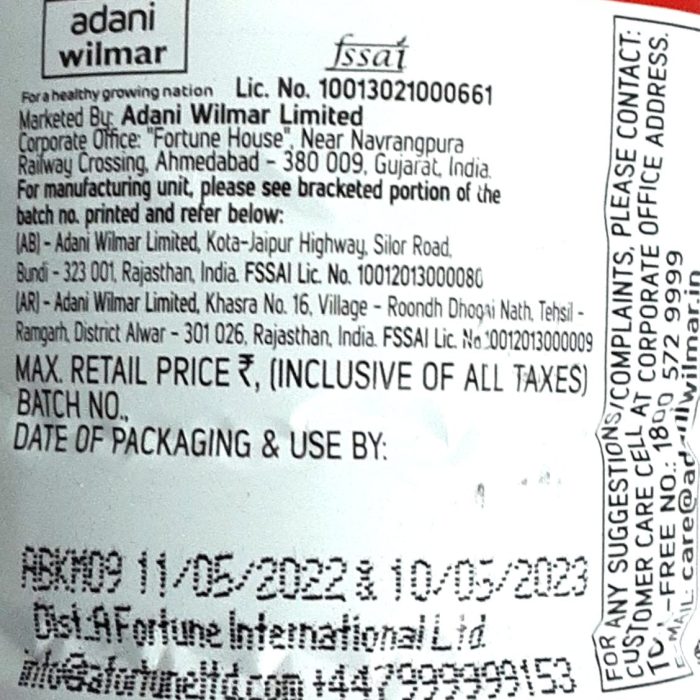 adani
wilmar
fssai
For a healthy growing nation Lic. No. 10013021000661
Marketed By: Adani Wilmar Limited
Corporate Office: "Fortune House", Near Navrangpura
Railway Crossing, Ahmedabad - 380 009, Gujarat, India.
For manufacturing unit, please see bracketed portion of the
batch no. printed and refer below:
(AB) - Adani Wilmar Limited, Kota-Jaipur Highway, Silor Road,
Bundi - 323 001, Rajasthan, India. FSSAI Lic. No. 10012013000080
(AR) - Adani Wilmar Limited, Khasra No. 16, Village - Roondh Dhogri Nath, Tehsil -
Ramgarh, District Alwar - 301 026, Rajasthan, India. FSSAI Lic. No 10012013000009
MAX. RETAIL PRICE ₹, (INCLUSIVE OF ALL TAXES)
BATCH NO.,
DATE OF PACKAGING & USE BY:
ABKM09 11/05/2022 & 10/05/2023
Dist.A Fortune International Ltd.
info@afortuneltd.com +447999999153
FOR ANY SUGGESTIONS/COMPLAINTS, PLEASE CONTACT:
CUSTOMER CARE CELL AT CORPORATE OFFICE ADDRESS.
-FREE NO.: 1800 572 9999
E-MAIL: care@adaniwilmar.in